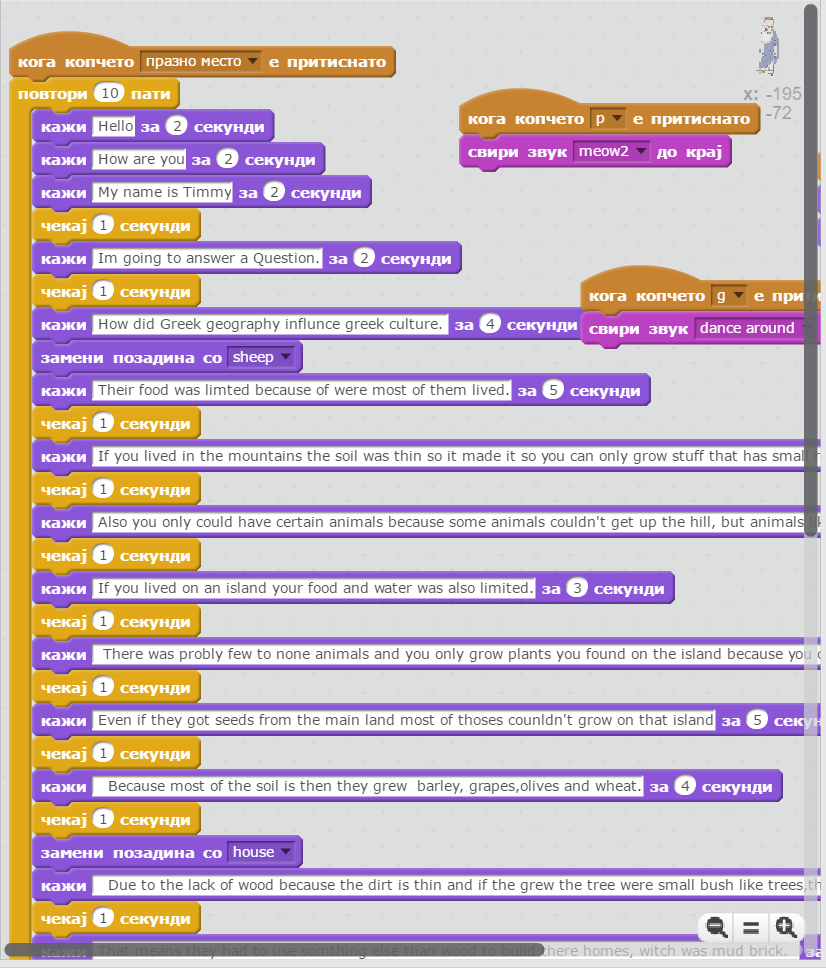 кога копчето празно место е притиснато
повтори 10 пати
кажи Hello за 2 секунди
кажи How are you за 2 секунди
кажи My name is Timmy за 2 секунди
чекај 1 секунди
кажи Im going to answer a Question. за 2 секунди
чекај 1 секунди
кажи How did Greek geography influnce greek culture. за 4 секунди
замени позадина со sheep
кажи Their food was limted because of were most of them lived. за 5 секунди
чекај 1 секунди
кажи If you lived in the mountains the soil was thin so it made it so you can only grow stuff that has small
чекај 1 секунди
кажи Also you only could have certain animals because some animals couldn't get up the hill, but animals
чекај 1 секунди
кажи If you lived on an island your food and water was also limited. за 3 секунди
чекај 1 секунди
кажи There was probly few to none animals and you only grow plants you found on the island because you
чекај 1 секунди
кажи Even if they got seeds from the main land most of thoses counldn't grow on that island за 5
чекај 1 секунди
кажи Because most of the soil is then they grew barley, grapes,olives and wheat. за 4 секунди
чекај 1 секунди
замени позадина со house
кажи Due to the lack of wood because the dirt is thin and if the grew the tree were small bush like trees,
чекај 1 секунди
кажи That means they had to use somthing else than wood to build there homes, witch was mud brick. за
кога копчето p е притиснато
свири звук meow2 до крај
кога копчето g е
свири звук dance around
x: -195
-72